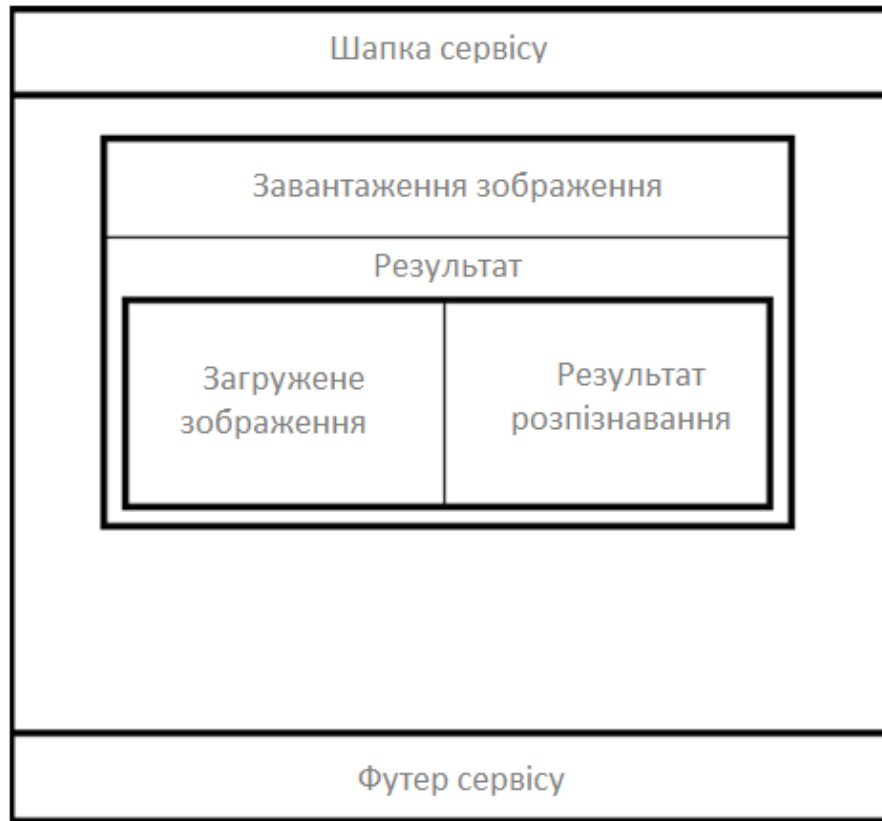 Шапка сервісу
Завантаження зображення
Результат
Загружене
зображення
Результат
розпізнавання
Футер сервісу